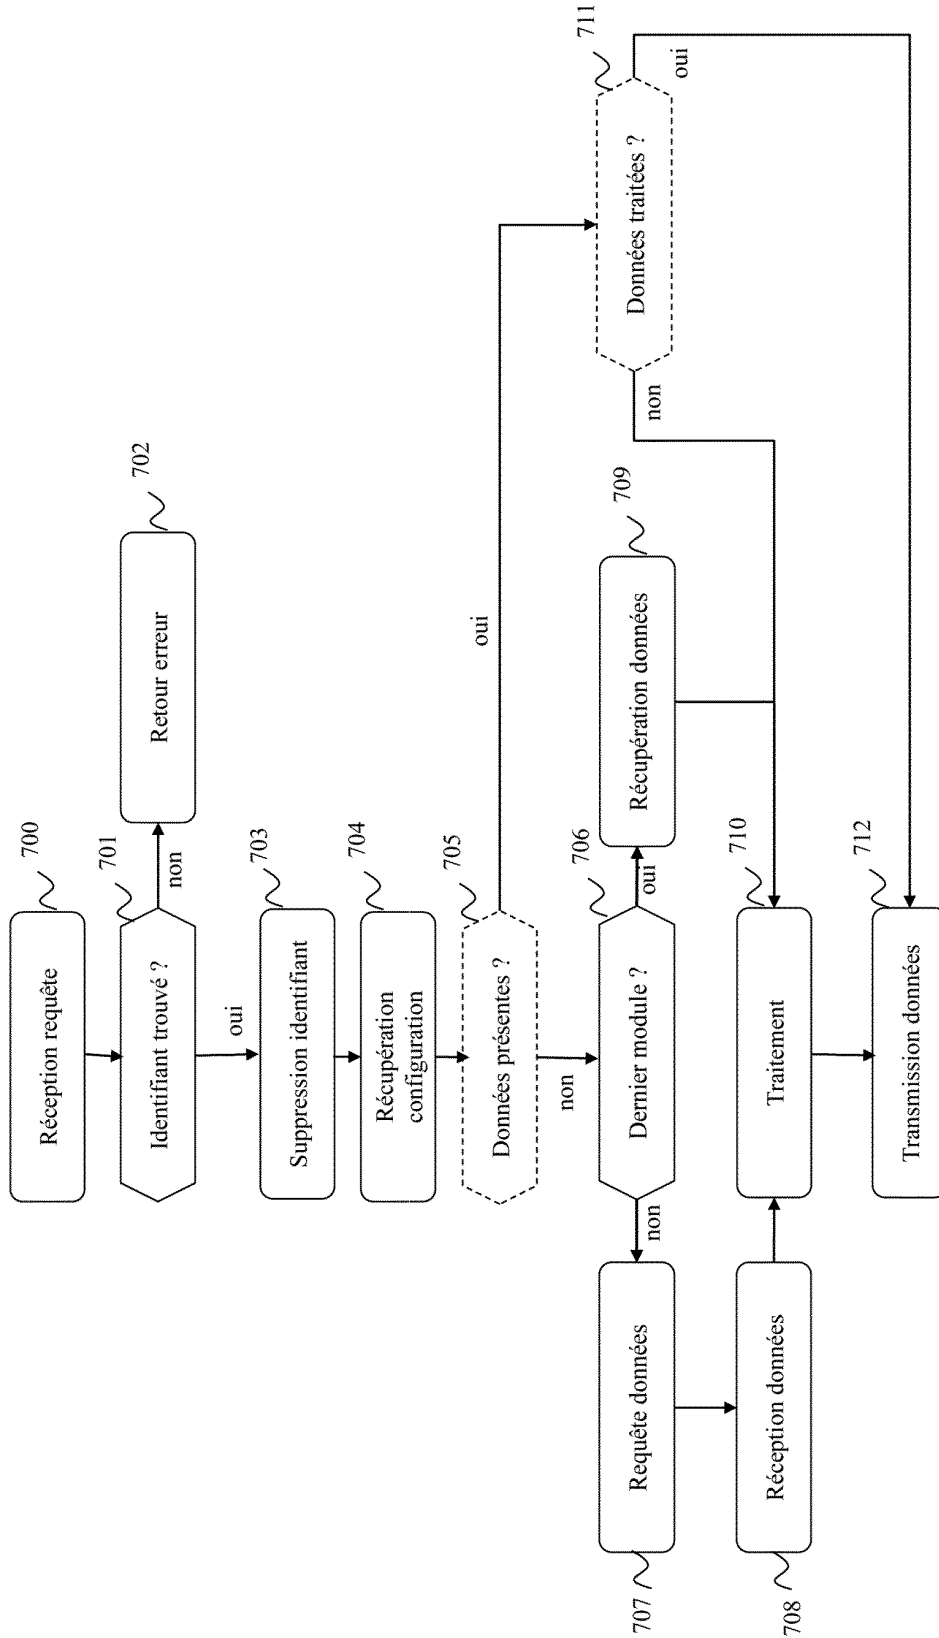 700
Réception requête
701
Identifiant trouvé ?
non
702
Retour erreur
oui
703
Suppression identifiant
704
Récupération
configuration
705
Données présentes ?
oui
non
706
Dernier module ?
oui
709
Récupération données
711
Données traitées ?
non
oui
non
707
Requête données
708
Réception données
710
Traitement
712
Transmission données